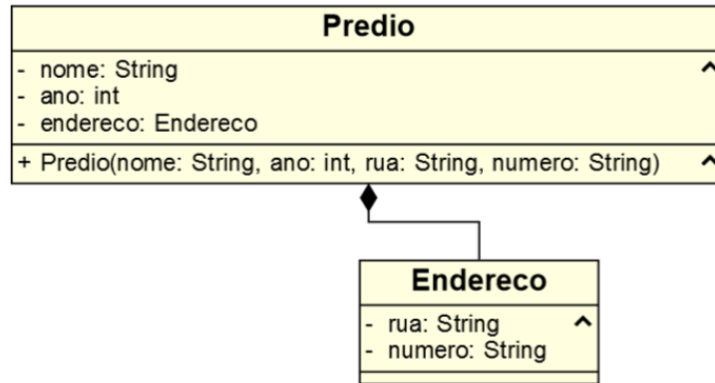 Predio
- nome: String
- ano: int
- endereco: Endereco
+ Predio(nome: String, ano: int, rua: String, numero: String)
Endereco
- rua: String
- numero: String